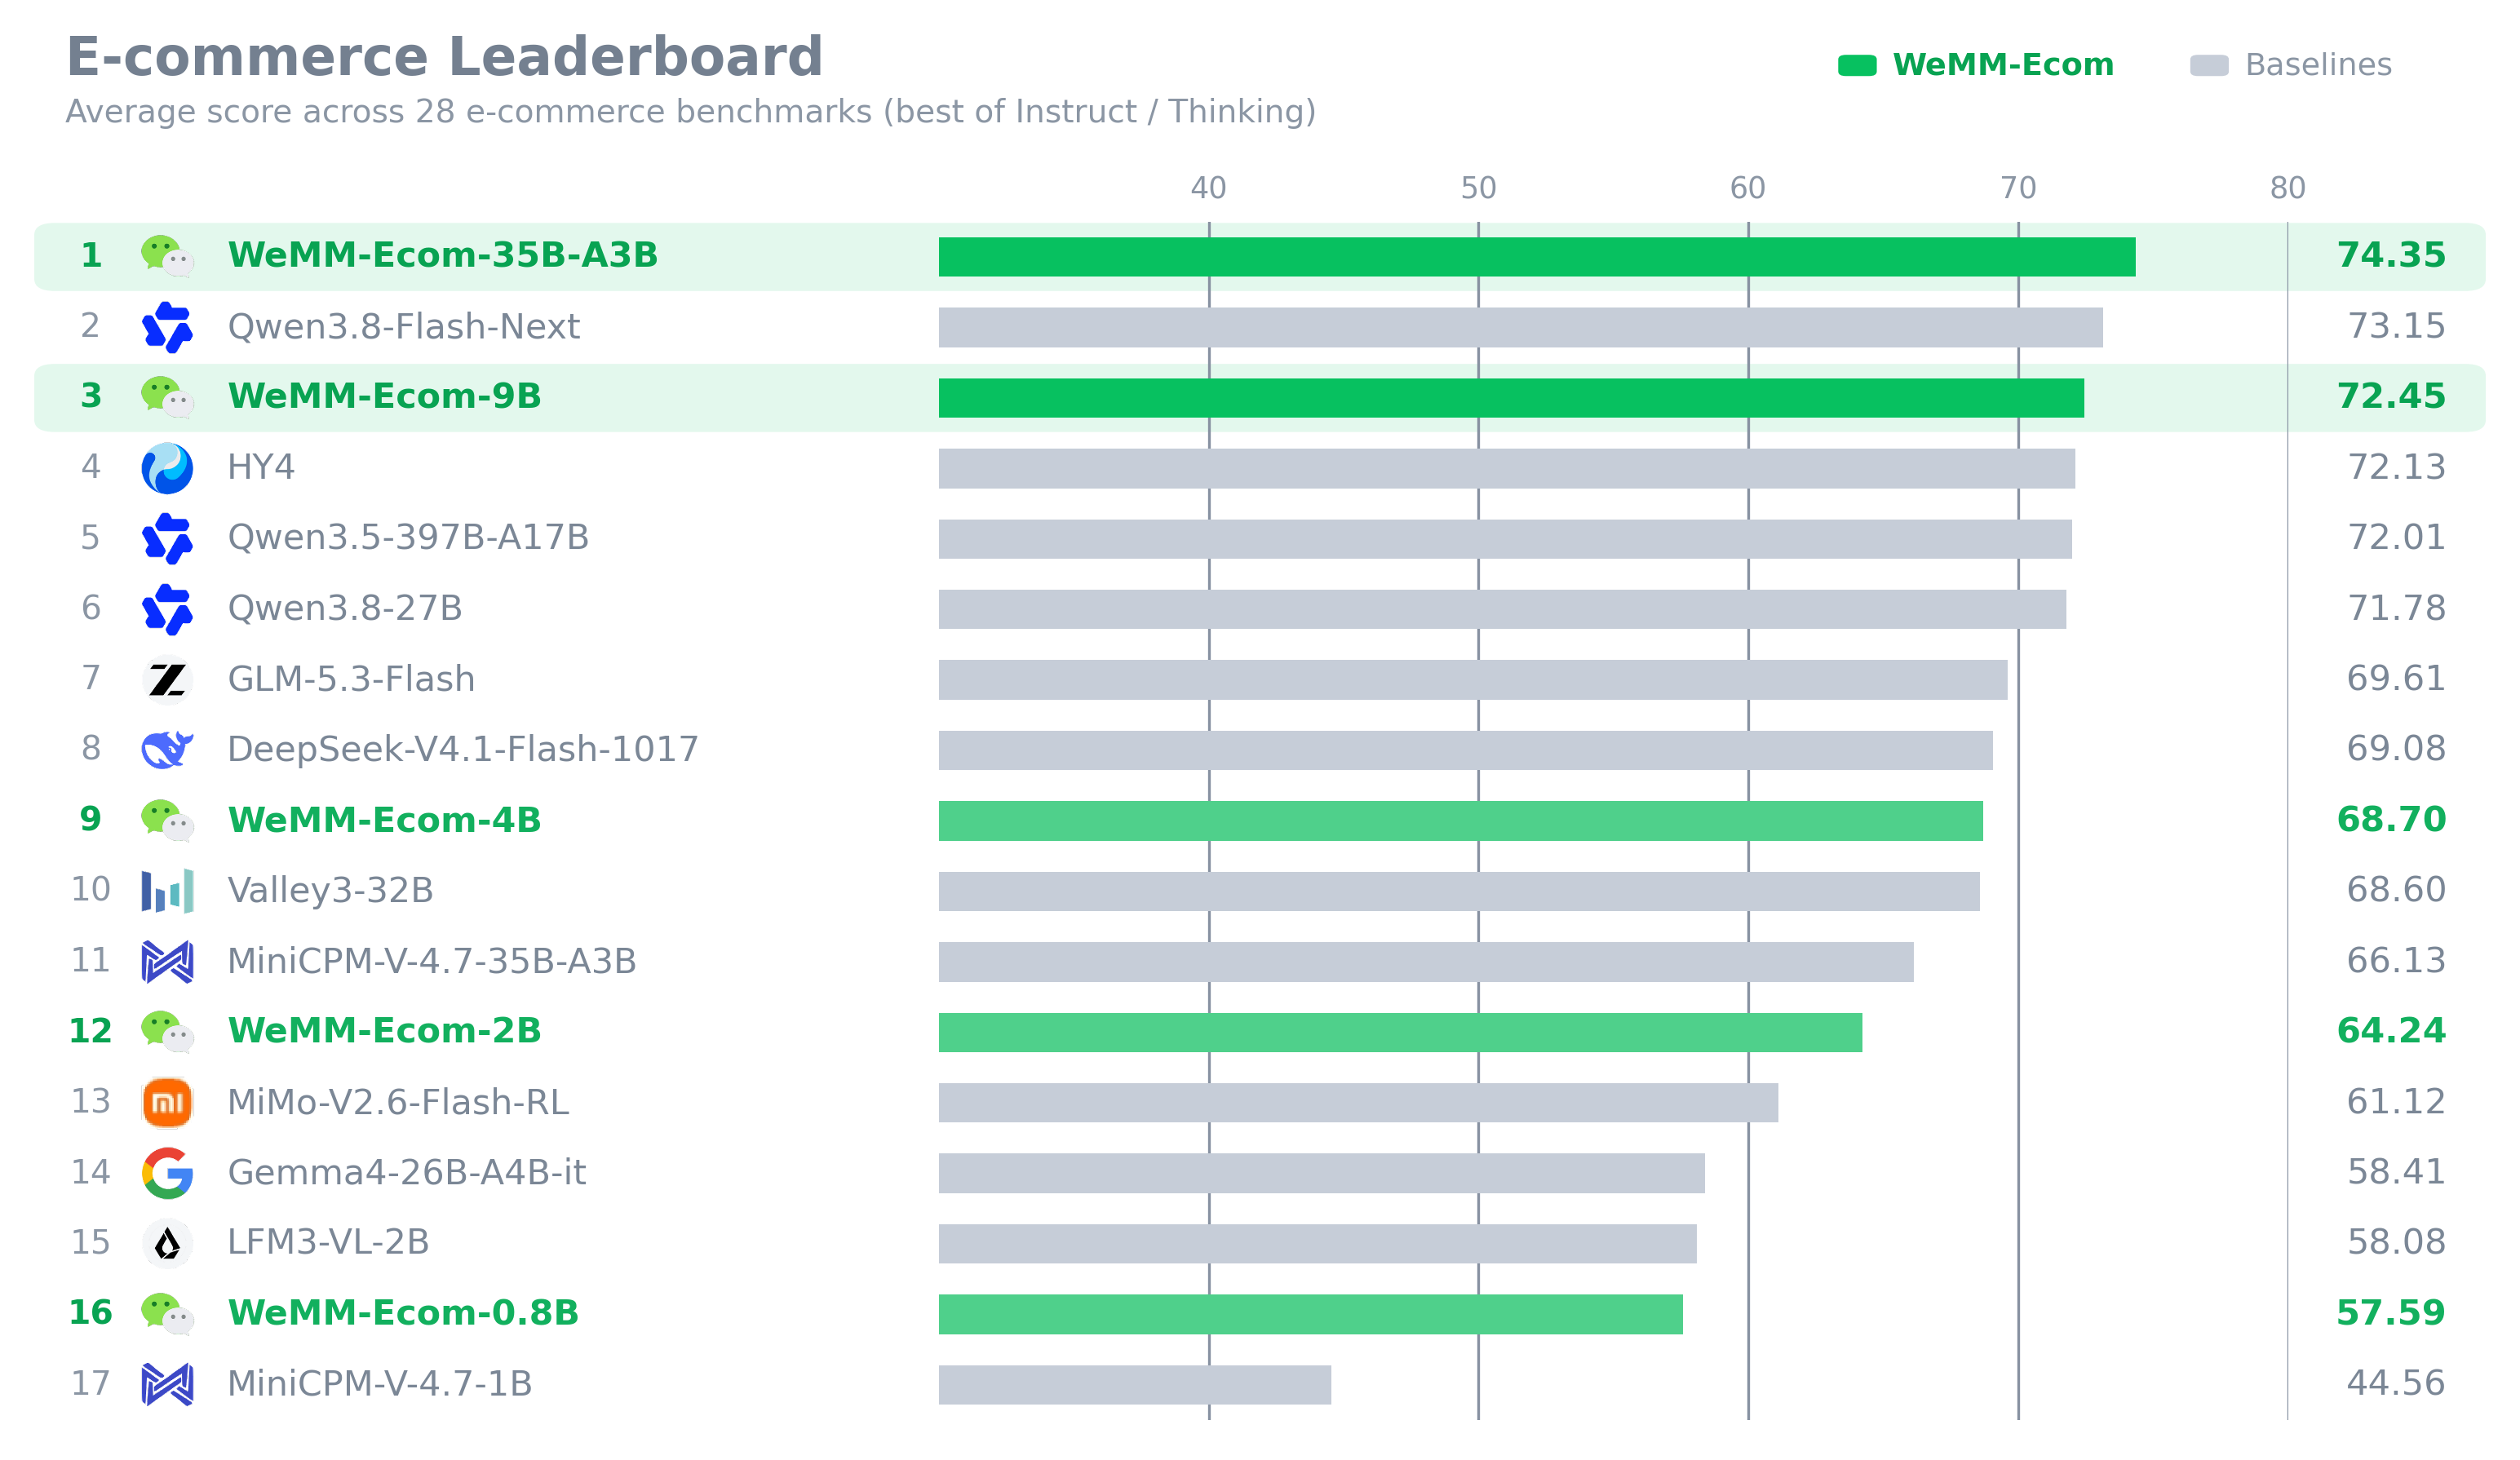 E-commerce Leaderboard
Average score across 28 e-commerce benchmarks (best of Instruct / Thinking)
WeMM-Ecom Baselines
40 50 60 70 80
1 WeMM-Ecom-35B-A3B 74.35
2 Qwen3.8-Flash-Next 73.15
3 WeMM-Ecom-9B 72.45
4 HY4 72.13
5 Qwen3.5-397B-A17B 72.01
6 Qwen3.8-27B 71.78
7 GLM-5.3-Flash 69.61
8 DeepSeek-V4.1-Flash-1017 69.08
9 WeMM-Ecom-4B 68.70
10 Valley3-32B 68.60
11 MiniCPM-V-4.7-35B-A3B 66.13
12 WeMM-Ecom-2B 64.24
13 MiMo-V2.6-Flash-RL 61.12
14 Gemma4-26B-A4B-it 58.41
15 LFM3-VL-2B 58.08
16 WeMM-Ecom-0.8B 57.59
17 MiniCPM-V-4.7-1B 44.56